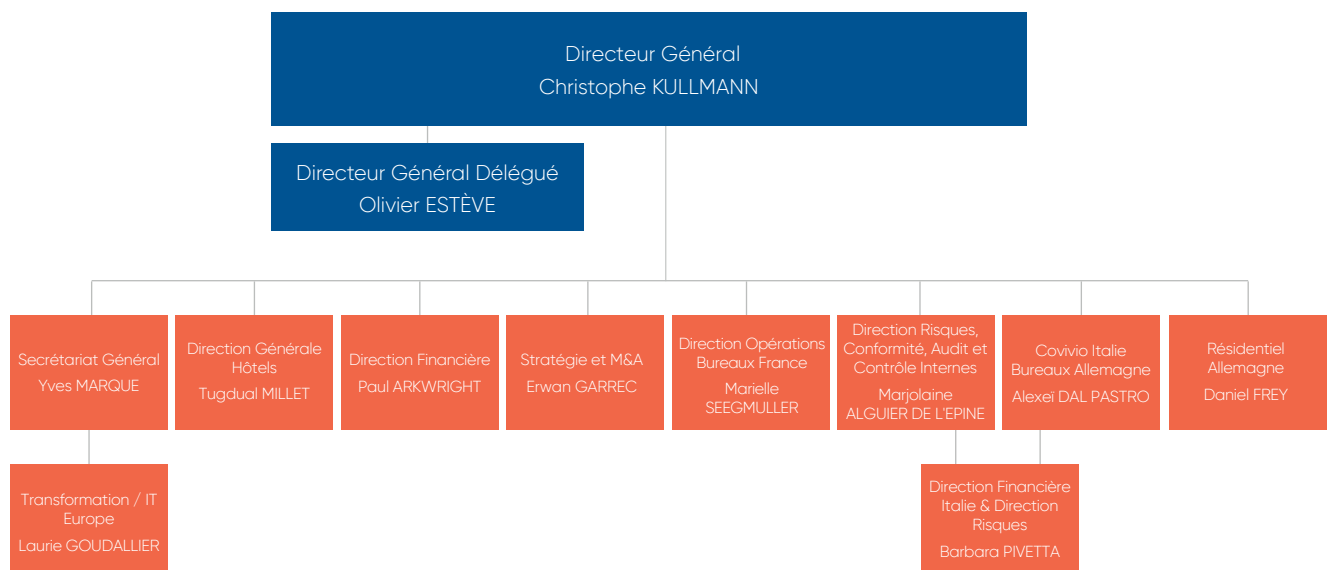 Directeur Général
Christophe KULLMANN
Directeur Général Délégué
Olivier ESTÈVE
Secrétariat Général
Yves MARQUE
Direction Générale
Hôtels
Tugdual MILLET
Direction Financière
Paul ARKWRIGHT
Stratégie et M&A
Erwan GARREC
Direction Opérations
Bureaux France
Marielle
SEEGMULLER
Direction Risques,
Conformité, Audit et
Contrôle Internes
Marjolaine
ALGUIER DE L'EPINE
Covivio Italie
Bureaux Allemagne
Alexeï DAL PASTRO
Résidentiel
Allemagne
Daniel FREY
Transformation / IT
Europe
Laurie GOUDALLIER
Direction Financière
Italie & Direction
Risques
Barbara PIVETTA